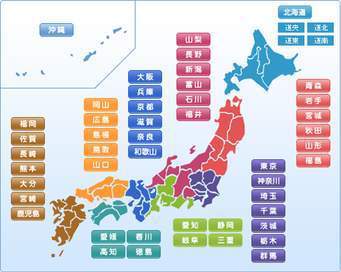 沖縄
北海道
道央 道北
道東 道南
山梨
長野
新潟
富山
石川
福井
大阪
兵庫
京都
滋賀
奈良
和歌山
青森
岩手
宮城
秋田
山形
福島
岡山
広島
島根
鳥取
山口
福岡
佐賀
長崎
熊本
大分
宮崎
鹿児島
東京
神奈川
埼玉
千葉
茨城
栃木
群馬
愛知 静岡
岐阜 三重
愛媛 香川
高知 徳島